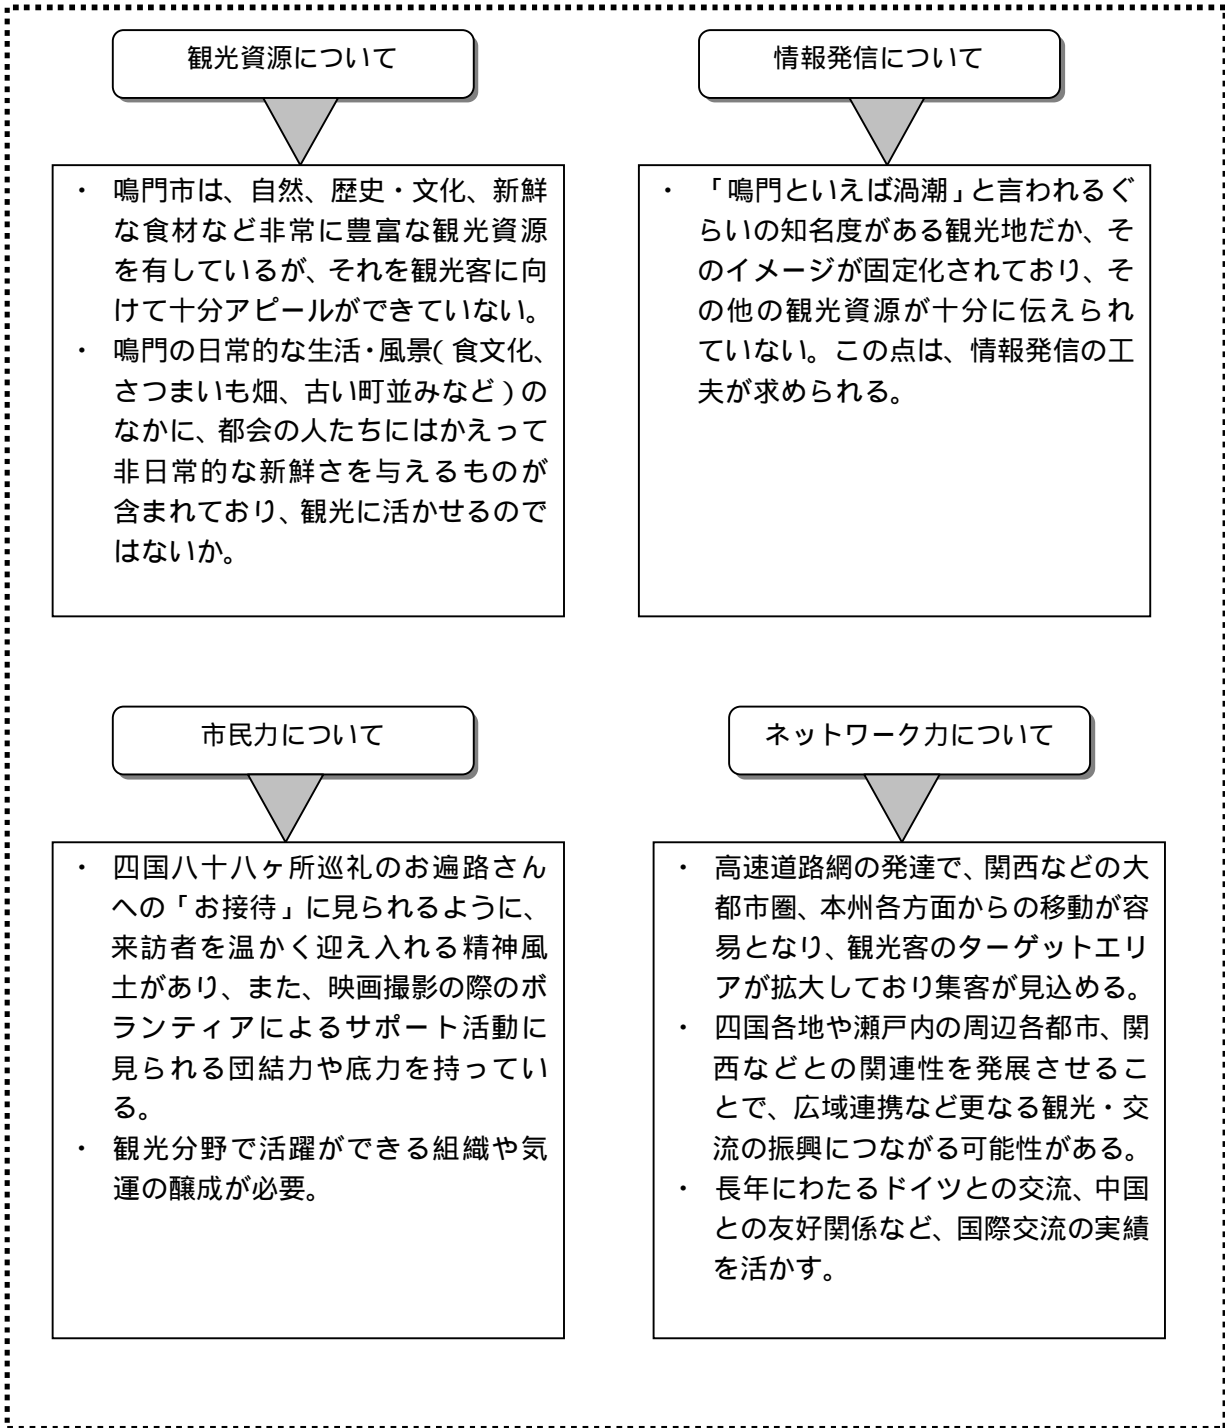 観光資源について
・ 鳴門市は、自然、歴史・文化、新鮮
な食材など非常に豊富な観光資源
を有しているが、それを観光客に向
けて十分アピールができていない。
・ 鳴門の日常的な生活・風景(食文化、
さつまいも畑、古い町並みなど)の
なかに、都会の人たちにはかえって
非日常的な新鮮さを与えるものが
含まれており、観光に活かせるので
はないか。
情報発信について
・ 「鳴門といえば渦潮」と言われるぐ
らいの知名度がある観光地だか、そ
のイメージが固定化されており、そ
の他の観光資源が十分に伝えられ
ていない。この点は、情報発信の工
夫が求められる。
市民力について
・ 四国八十八ヶ所巡礼のお遍路さん
への「お接待」に見られるように、
来訪者を温かく迎え入れる精神風
土があり、また、映画撮影の際のボ
ランティアによるサポート活動に
見られる団結力や底力を持ってい
る。
・ 観光分野で活躍ができる組織や気
運の醸成が必要。
ネットワーク力について
・ 高速道路網の発達で、関西などの大
都市圏、本州各方面からの移動が容
易となり、観光客のターゲットエリ
アが拡大しており集客が見込める。
・ 四国各地や瀬戸内の周辺各都市、関
西などとの関連性を発展させるこ
とで、広域連携など更なる観光・交
流の振興につながる可能性がある。
・ 長年にわたるドイツとの交流、中国
との友好関係など、国際交流の実績
を活かす。